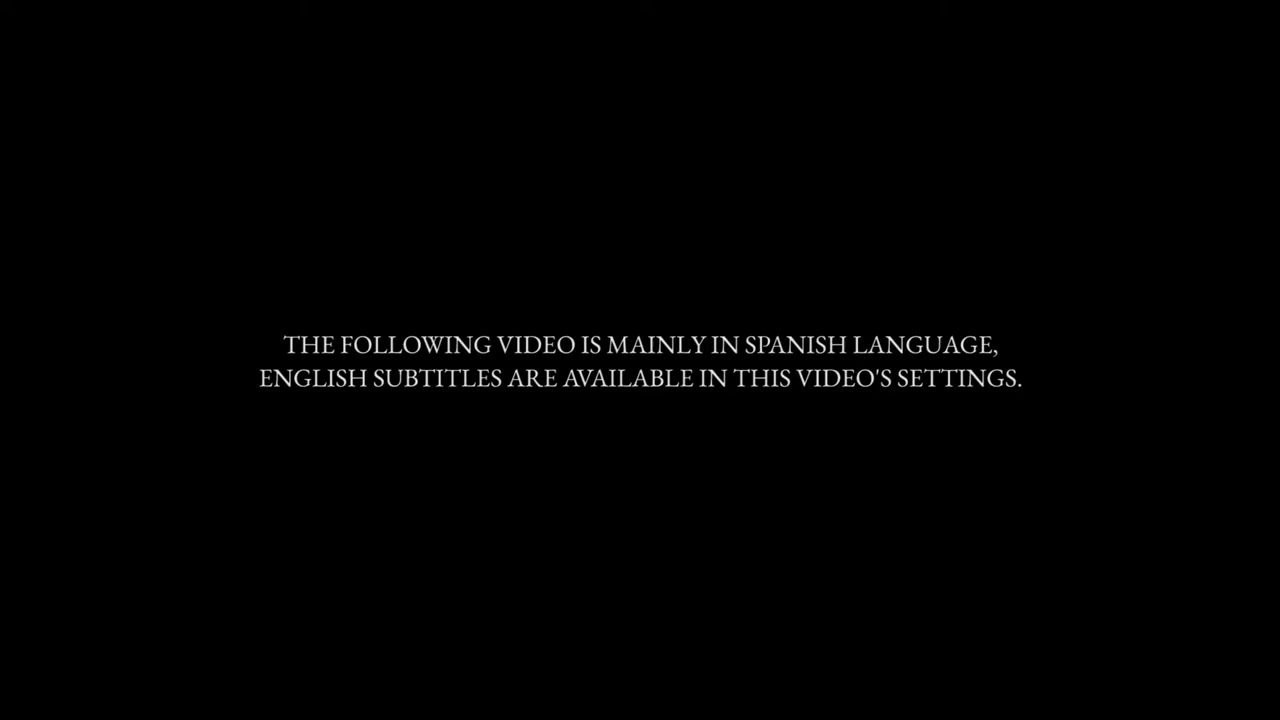 THE FOLLOWING VIDEO IS MAINLY IN SPANISH LANGUAGE,
ENGLISH SUBTITLES ARE AVAILABLE IN THIS VIDEO'S SETTINGS.